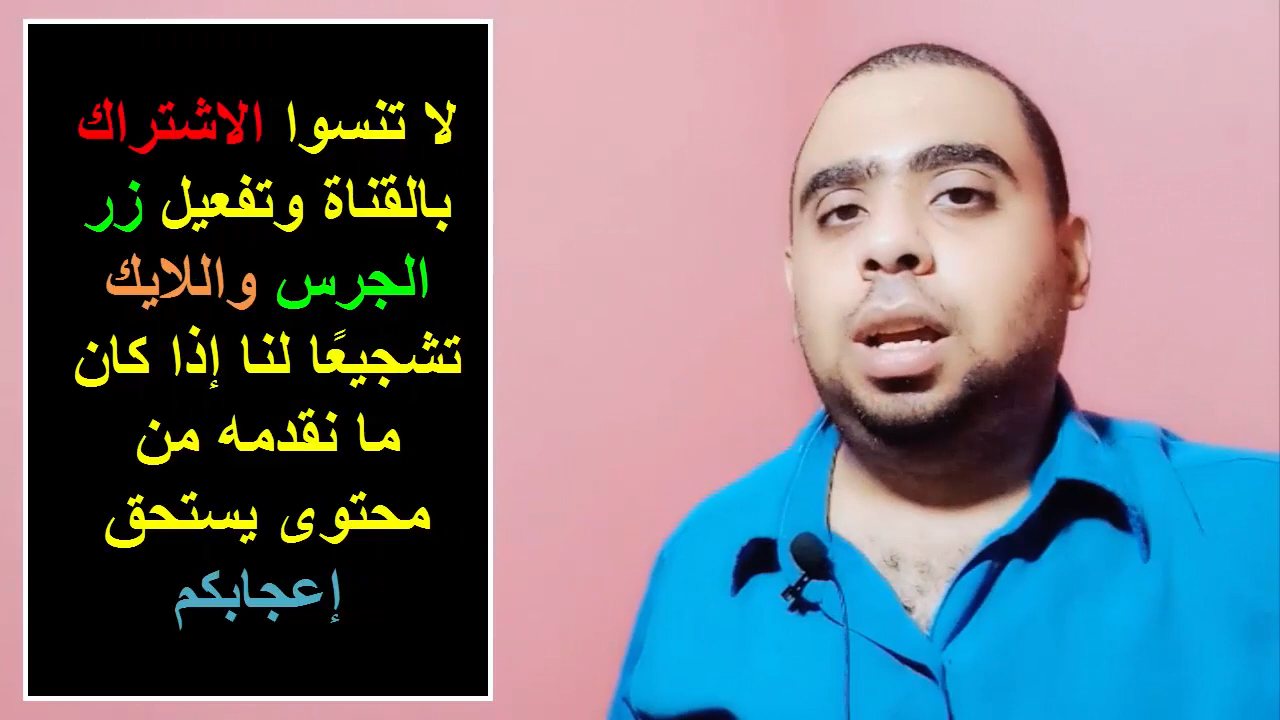 لا تنسوا الاشتراك
بالقناة وتفعيل زر
الجرس واللايك
تشجيعًا لنا إذا كان
ما نقدمه من
محتوى يستحق
إعجابكم